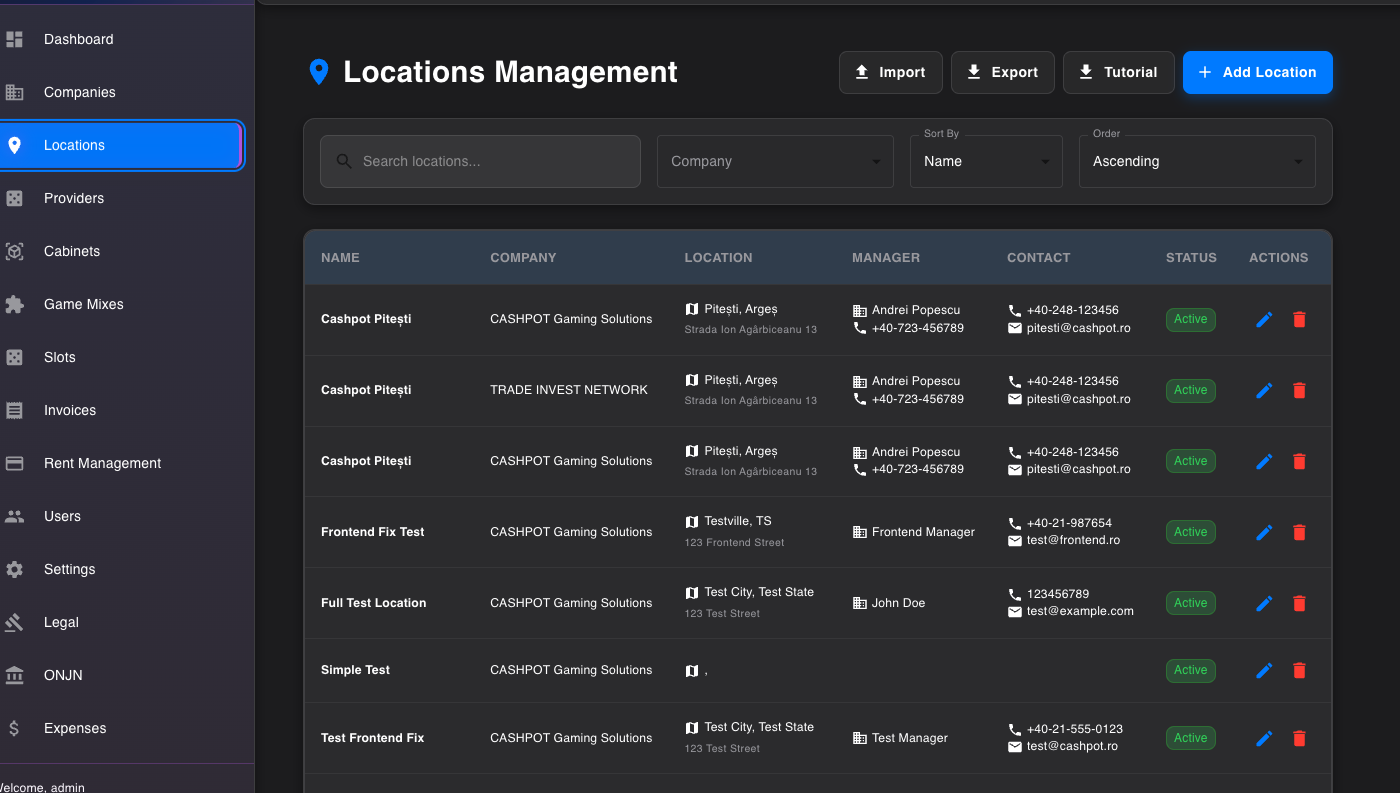 Dashboard
Companies
Locations
Providers
Cabinets
Game Mixes
Slots
Invoices
Rent Management
Users
Settings
Legal
ONJN
Expenses
Welcome, admin
Locations Management
Import
Export
Tutorial
Add Location
Search locations...
Company
Sort By
Name
Order
Ascending
NAME COMPANY LOCATION MANAGER CONTACT STATUS ACTIONS
Cashpot Pitești CASHPOT Gaming Solutions Pitești, Argeș Andrei Popescu +40-248-123456 Active
Strada Ion Agârbiceanu 13 +40-723-456789 pitesti@cashpot.ro
Cashpot Pitești TRADE INVEST NETWORK Pitești, Argeș Andrei Popescu +40-248-123456 Active
Strada Ion Agârbiceanu 13 +40-723-456789 pitesti@cashpot.ro
Cashpot Pitești CASHPOT Gaming Solutions Pitești, Argeș Andrei Popescu +40-248-123456 Active
Strada Ion Agârbiceanu 13 +40-723-456789 pitesti@cashpot.ro
Frontend Fix Test CASHPOT Gaming Solutions Testville, TS Frontend Manager +40-21-987654 Active
123 Frontend Street test@frontend.ro
Full Test Location CASHPOT Gaming Solutions Test City, Test State John Doe 123456789 Active
123 Test Street test@example.com
Simple Test CASHPOT Gaming Solutions , Active
Test Frontend Fix CASHPOT Gaming Solutions Test City, Test State Test Manager +40-21-555-0123 Active
123 Test Street test@cashpot.ro